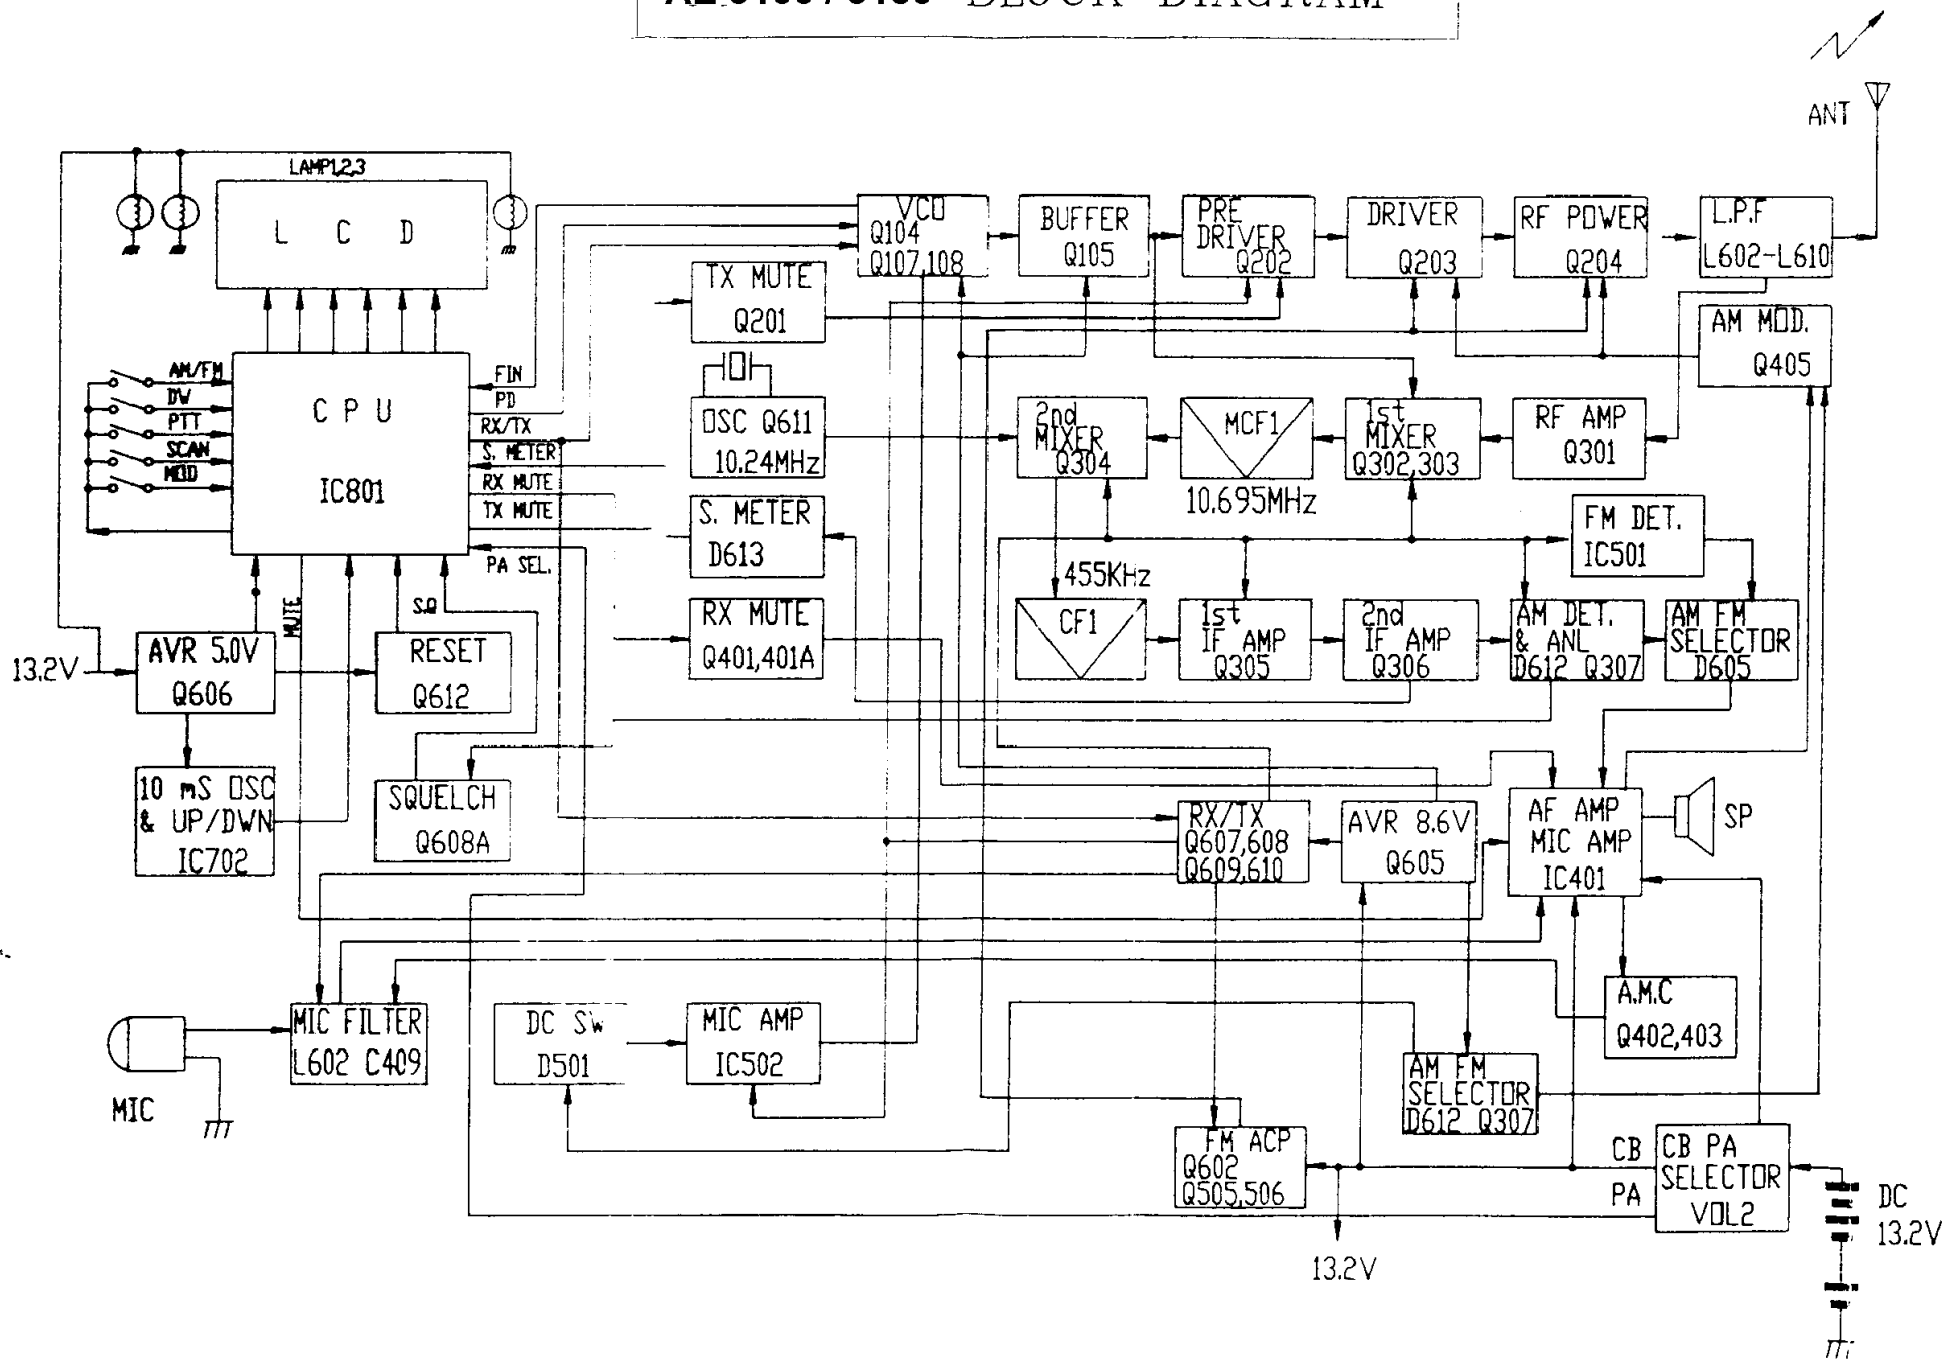 BLOCK DIAGRAM
ANT
LAMP1,2,3
L C D
VCO
Q104
Q107,108
BUFFER
Q105
PRE
DRIVER
Q202
DRIVER
Q203
RF POWER
Q204
L.P.F
L602-L610
TX MUTE
Q201
AM MOD.
Q405
AM/FM
DW
PTT
SCAN
MOD
C P U
IC801
FIN
PD
RX/TX
S. METER
RX MUTE
TX MUTE
PA SEL.
OSC Q611
10.24MHz
2nd
MIXER
Q304
MCF1
10.695MHz
1st
MIXER
Q302,303
RF AMP
Q301
S. METER
D613
FM DET.
IC501
455KHz
MUTE
S.Q
RX MUTE
Q401,401A
CF1
1st
IF AMP
Q305
2nd
IF AMP
Q306
AM DET.
& ANL
D612 Q307
AM FM
SELECTOR
D605
13.2V
AVR 5.0V
Q606
RESET
Q612
10 mS OSC
& UP/DWN
IC702
SQUELCH
Q608A
RX/TX
Q607,608
Q609,610
AVR 8.6V
Q605
AF AMP
MIC AMP
IC401
SP
MIC
MIC FILTER
L602 C409
DC SW
D501
MIC AMP
IC502
A.M.C
Q402,403
AM FM
SELECTOR
D612 Q307
FM ACP
Q602
Q505,506
CB
PA
CB PA
SELECTOR
VOL2
DC
13.2V
13.2V